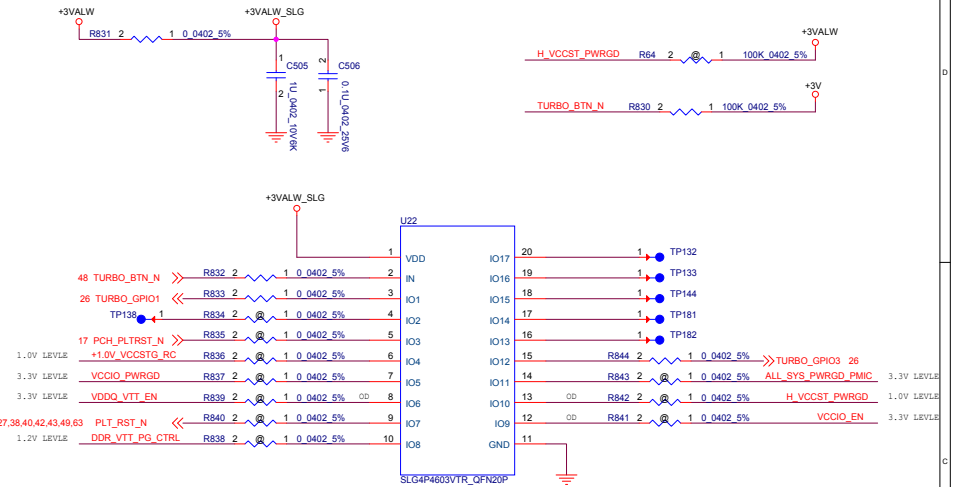 +3VALW
+3VALW_SLG
R831 2 1 0_0402_5%
1 C505 2 1U_0402_10V6K
2 C506 1 0.1U_0402_25V6
+3VALW
H_VCCST_PWRGD R64 2 @ 1 100K_0402_5%
+3V
TURBO_BTN_N R830 2 1 100K_0402_5%
D
+3VALW_SLG
U22
1 VDD
IO17 20 1 TP132
48 TURBO_BTN_N R832 2 1 0_0402_5% 2 IN
IO16 19 1 TP133
26 TURBO_GPIO1 R833 2 1 0_0402_5% 3 IO1
IO15 18 1 TP144
TP138 1 R834 2 @ 1 0_0402_5% 4 IO2
IO14 17 1 TP181
17 PCH_PLTRST_N R835 2 @ 1 0_0402_5% 5 IO3
IO13 16 1 TP182
1.0V LEVLE +1.0V_VCCSTG_RC R836 2 @ 1 0_0402_5% 6 IO4
IO12 15 R844 2 1 0_0402_5% TURBO_GPIO3 26
3.3V LEVLE VCCIO_PWRGD R837 2 @ 1 0_0402_5% 7 IO5
IO11 14 R843 2 @ 1 0_0402_5% ALL_SYS_PWRGD_PMIC 3.3V LEVLE
3.3V LEVLE VDDQ_VTT_EN R839 2 @ 1 0_0402_5% OD 8 IO6
IO10 13 OD R842 2 @ 1 0_0402_5% H_VCCST_PWRGD 1.0V LEVLE
27,38,40,42,43,49,63 PLT_RST_N R840 2 @ 1 0_0402_5% 9 IO7
IO9 12 OD R841 2 @ 1 0_0402_5% VCCIO_EN 3.3V LEVLE
1.2V LEVLE DDR_VTT_PG_CTRL R838 2 @ 1 0_0402_5% 10 IO8
GND 11
C
SLG4P4603VTR_QFN20P